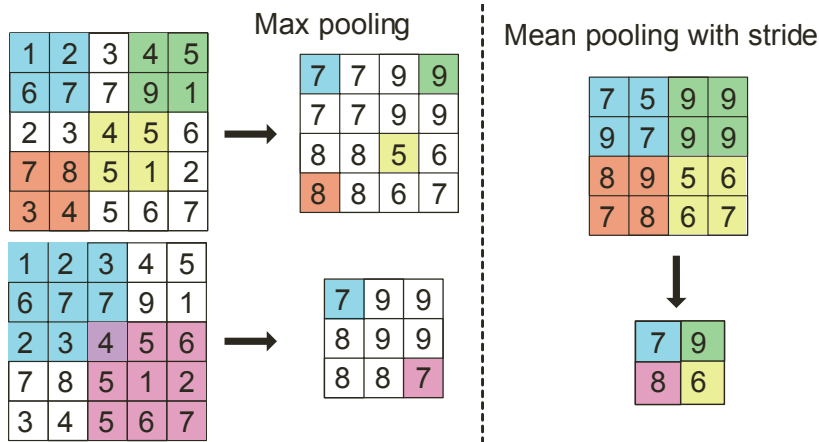 Max pooling
1 2 3 4 5
6 7 7 9 1
2 3 4 5 6
7 8 5 1 2
3 4 5 6 7
7 7 9 9
7 7 9 9
8 8 5 6
8 8 6 7
1 2 3 4 5
6 7 7 9 1
2 3 4 5 6
7 8 5 1 2
3 4 5 6 7
7 9 9
8 9 9
8 8 7
Mean pooling with stride
7 5 9 9
9 7 9 9
8 9 5 6
7 8 6 7
7 9
8 6